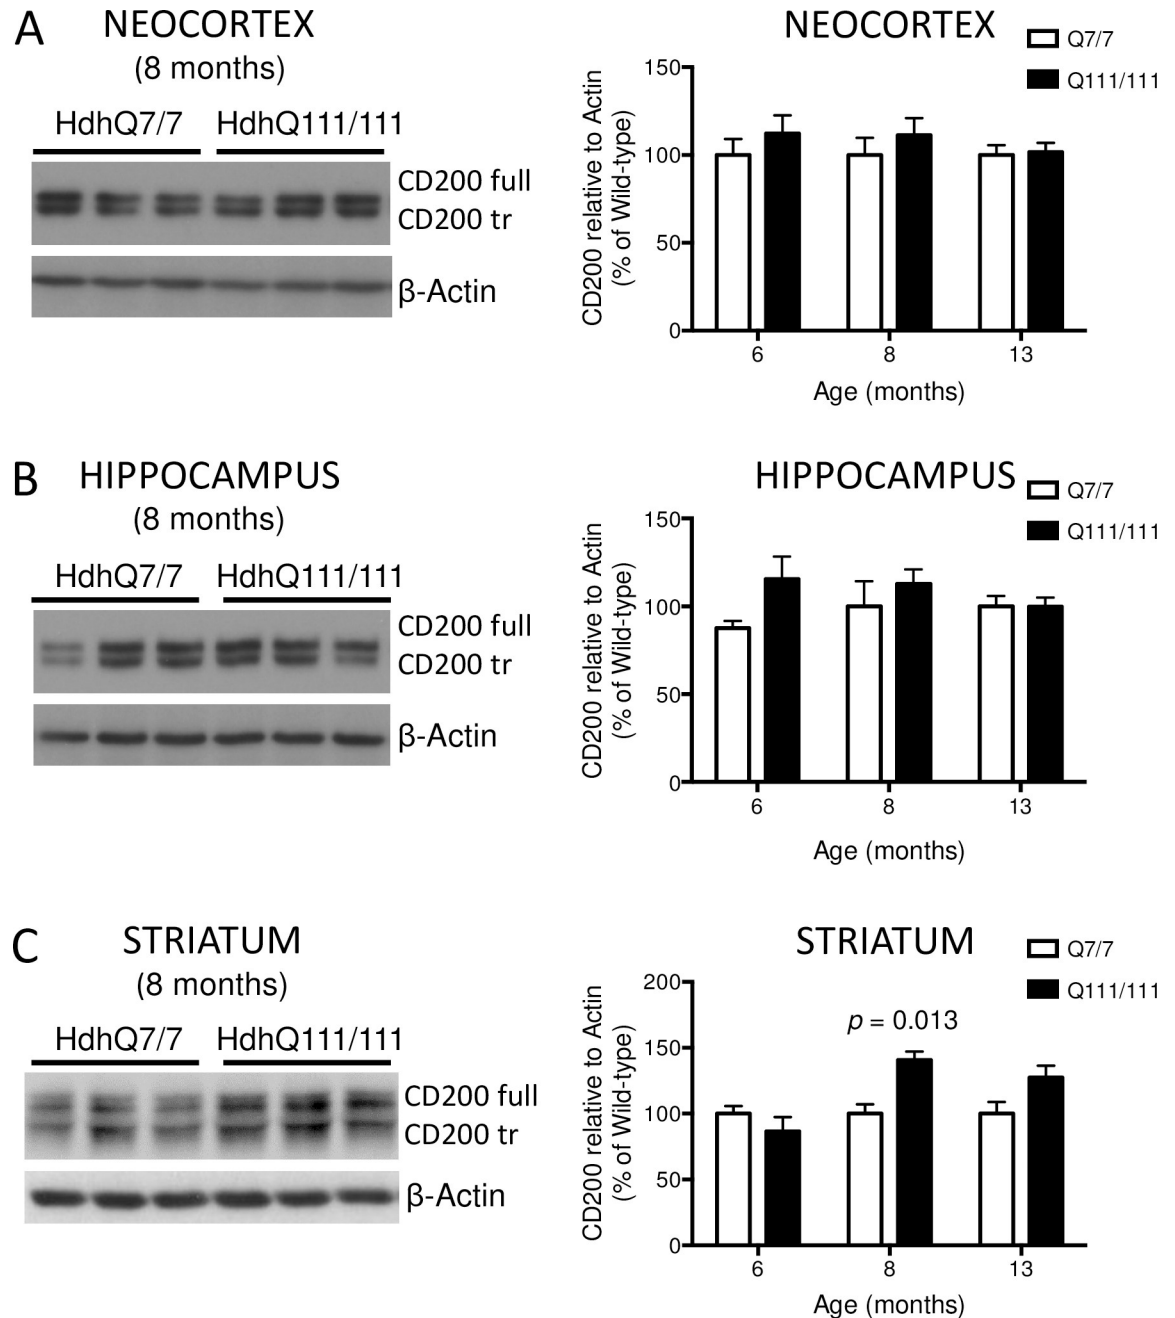 A
NEOCORTEX
(8 months)
HdhQ7/7 HdhQ111/111
CD200 full
CD200 tr
β-Actin
NEOCORTEX
Q7/7
Q111/111
CD200 relative to Actin
(% of Wild-type)
150
100
50
0
6 8 13
Age (months)
B
HIPPOCAMPUS
(8 months)
HdhQ7/7 HdhQ111/111
CD200 full
CD200 tr
β-Actin
HIPPOCAMPUS
Q7/7
Q111/111
CD200 relative to Actin
(% of Wild-type)
150
100
50
0
6 8 13
Age (months)
C
STRIATUM
(8 months)
HdhQ7/7 HdhQ111/111
CD200 full
CD200 tr
β-Actin
STRIATUM
Q7/7
Q111/111
CD200 relative to Actin
(% of Wild-type)
200
150
100
50
0
p = 0.013
6 8 13
Age (months)